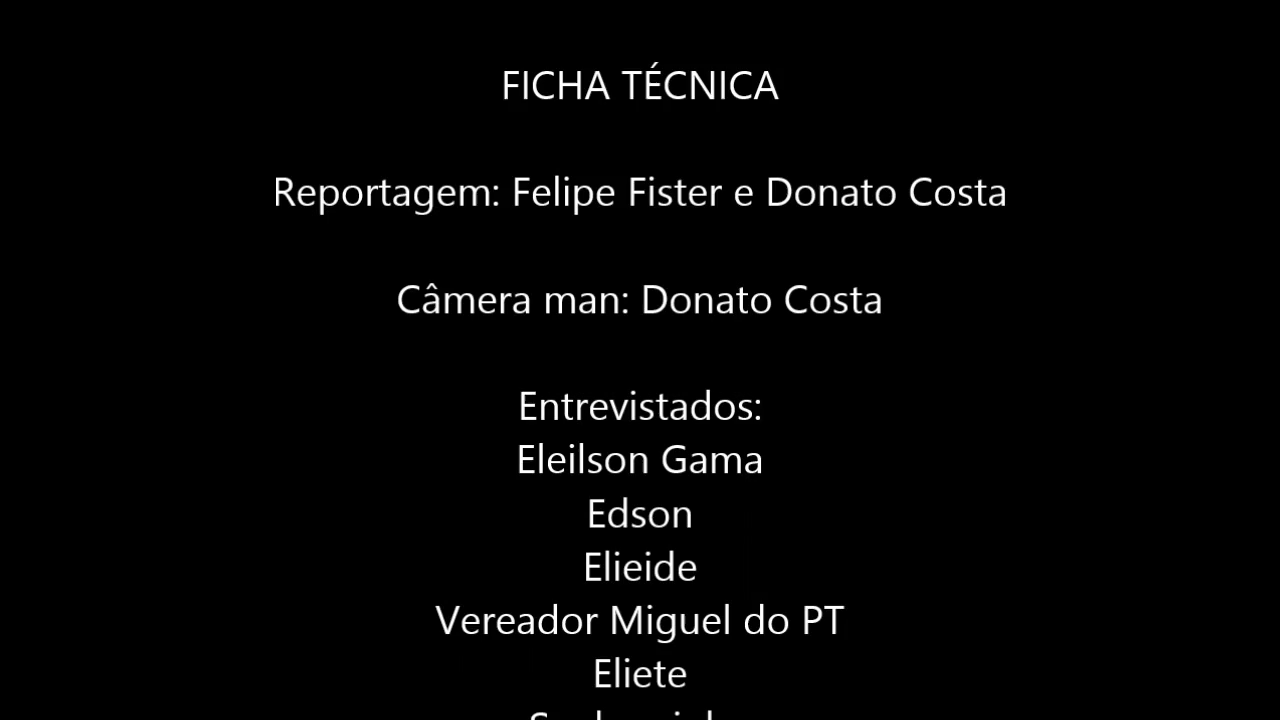 FICHA TÉCNICA
Reportagem: Felipe Fister e Donato Costa
Câmera man: Donato Costa
Entrevistados:
Eleilson Gama
Edson
Elieide
Vereador Miguel do PT
Eliete